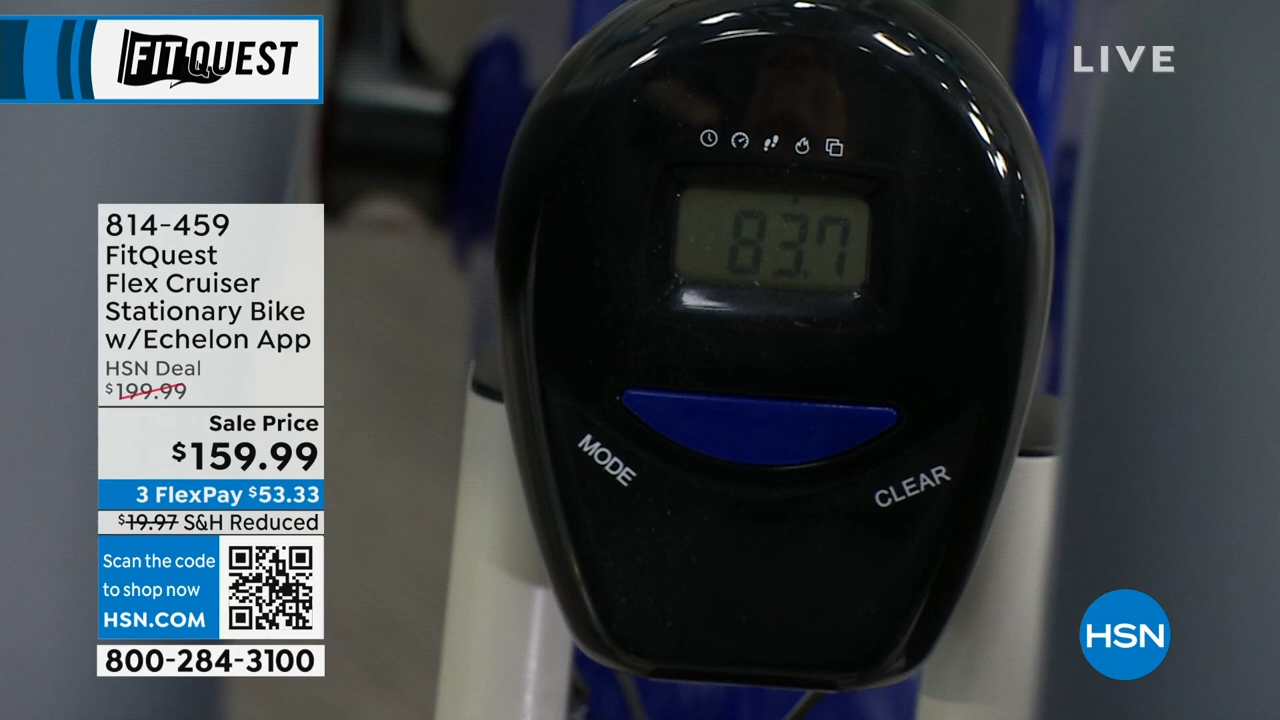 FITQUEST
LIVE
814-459
FitQuest
Flex Cruiser
Stationary Bike
w/Echelon App
HSN Deal
$199.99
Sale Price
$159.99
3 FlexPay $53.33
$19.97 S&H Reduced
Scan the code
to shop now
HSN.COM
800-284-3100
83.7
MODE
CLEAR
HSN